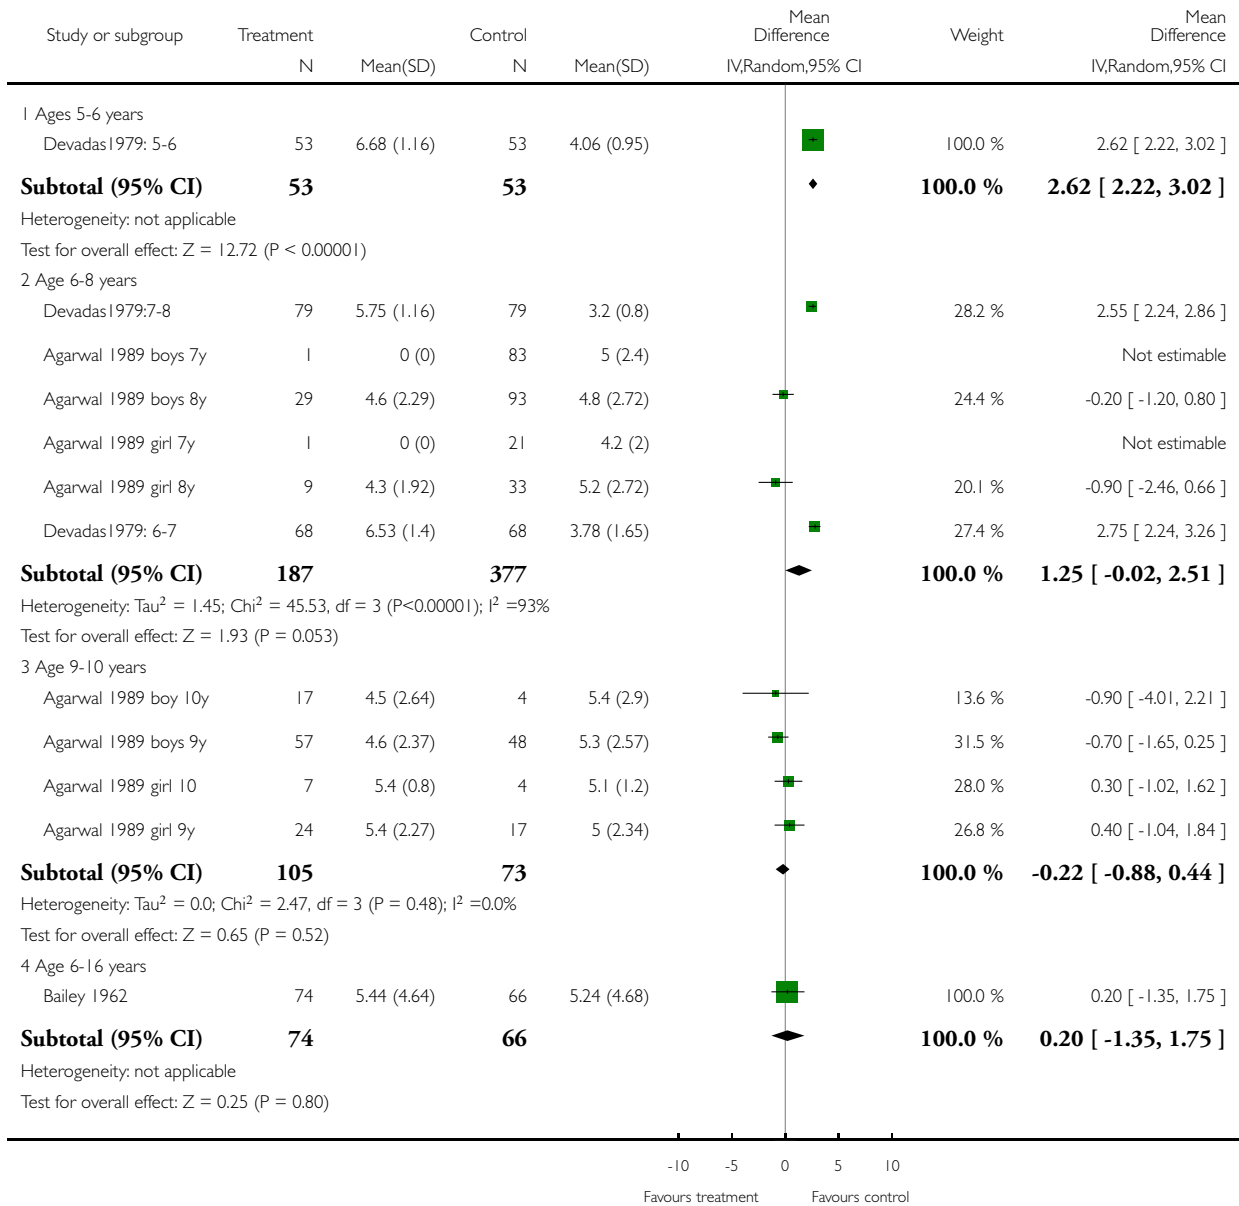 Study or subgroup Treatment Control Mean Difference Weight Mean Difference
N Mean(SD) N Mean(SD) IV,Random,95% CI IV,Random,95% CI
1 Ages 5-6 years
Devadas1979: 5-6 53 6.68 (1.16) 53 4.06 (0.95) 100.0 % 2.62 [ 2.22, 3.02 ]
Subtotal (95% CI) 53 53 100.0 % 2.62 [ 2.22, 3.02 ]
Heterogeneity: not applicable
Test for overall effect: Z = 12.72 (P < 0.00001)
2 Age 6-8 years
Devadas1979:7-8 79 5.75 (1.16) 79 3.2 (0.8) 28.2 % 2.55 [ 2.24, 2.86 ]
Agarwal 1989 boys 7y 1 0 (0) 83 5 (2.4) Not estimable
Agarwal 1989 boys 8y 29 4.6 (2.29) 93 4.8 (2.72) 24.4 % -0.20 [ -1.20, 0.80 ]
Agarwal 1989 girl 7y 1 0 (0) 21 4.2 (2) Not estimable
Agarwal 1989 girl 8y 9 4.3 (1.92) 33 5.2 (2.72) 20.1 % -0.90 [ -2.46, 0.66 ]
Devadas1979: 6-7 68 6.53 (1.4) 68 3.78 (1.65) 27.4 % 2.75 [ 2.24, 3.26 ]
Subtotal (95% CI) 187 377 100.0 % 1.25 [ -0.02, 2.51 ]
Heterogeneity: Tau² = 1.45; Chi² = 45.53, df = 3 (P<0.00001); I² =93%
Test for overall effect: Z = 1.93 (P = 0.053)
3 Age 9-10 years
Agarwal 1989 boy 10y 17 4.5 (2.64) 4 5.4 (2.9) 13.6 % -0.90 [ -4.01, 2.21 ]
Agarwal 1989 boys 9y 57 4.6 (2.37) 48 5.3 (2.57) 31.5 % -0.70 [ -1.65, 0.25 ]
Agarwal 1989 girl 10 7 5.4 (0.8) 4 5.1 (1.2) 28.0 % 0.30 [ -1.02, 1.62 ]
Agarwal 1989 girl 9y 24 5.4 (2.27) 17 5 (2.34) 26.8 % 0.40 [ -1.04, 1.84 ]
Subtotal (95% CI) 105 73 100.0 % -0.22 [ -0.88, 0.44 ]
Heterogeneity: Tau² = 0.0; Chi² = 2.47, df = 3 (P = 0.48); I² =0.0%
Test for overall effect: Z = 0.65 (P = 0.52)
4 Age 6-16 years
Bailey 1962 74 5.44 (4.64) 66 5.24 (4.68) 100.0 % 0.20 [ -1.35, 1.75 ]
Subtotal (95% CI) 74 66 100.0 % 0.20 [ -1.35, 1.75 ]
Heterogeneity: not applicable
Test for overall effect: Z = 0.25 (P = 0.80)
-10 -5 0 5 10
Favours treatment Favours control